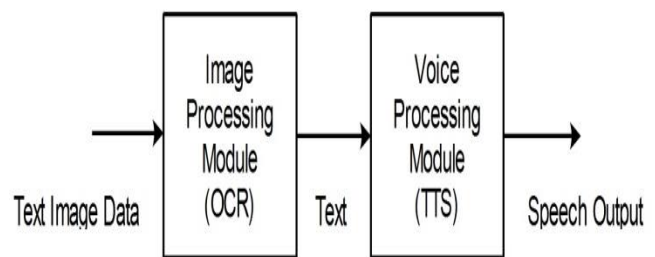 Image
Processing
Module
(OCR)
Voice
Processing
Module
(TTS)
Text Image Data
Text
Speech Output